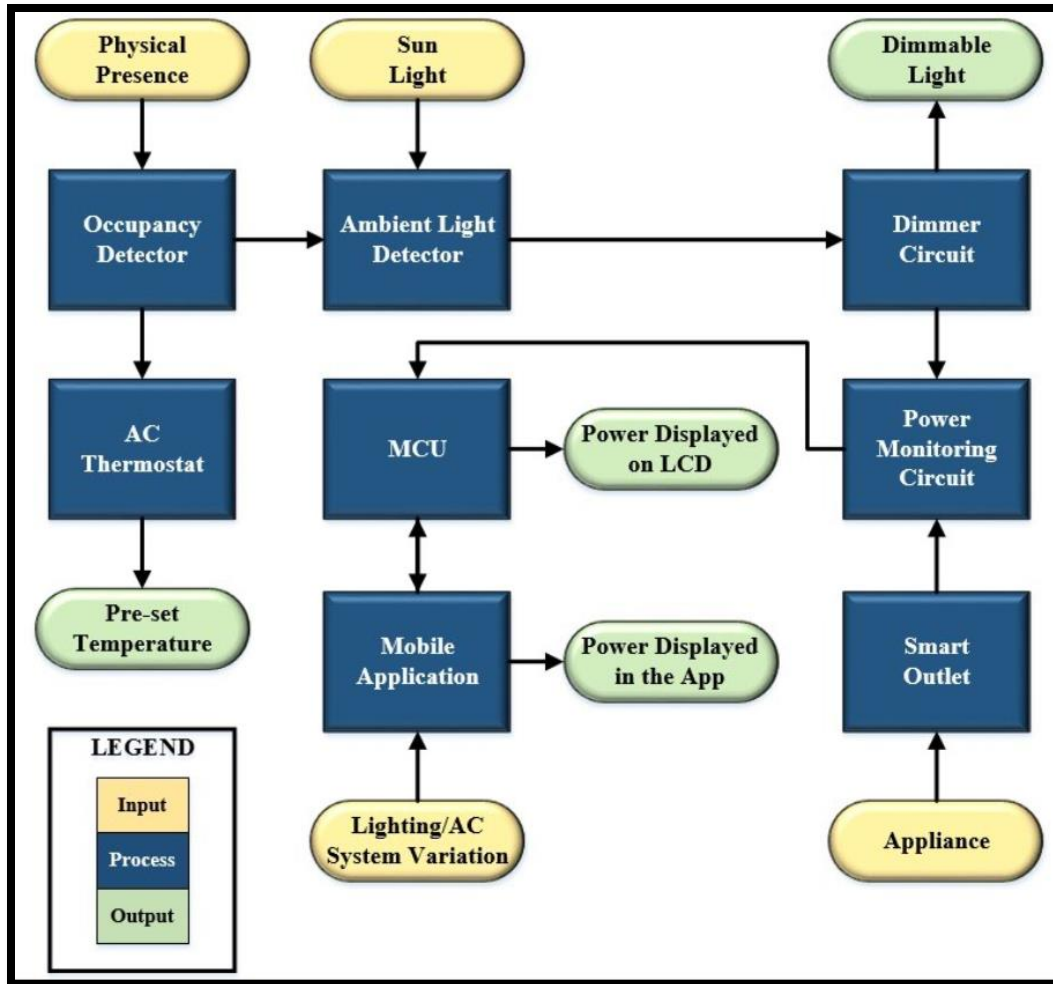 Physical
Presence
Sun
Light
Dimmable
Light
Occupancy
Detector
Ambient Light
Detector
Dimmer
Circuit
AC
Thermostat
MCU
Power Displayed
on LCD
Power
Monitoring
Circuit
Pre-set
Temperature
Mobile
Application
Power Displayed
in the App
Smart
Outlet
LEGEND
Input
Process
Output
Lighting/AC
System Variation
Appliance